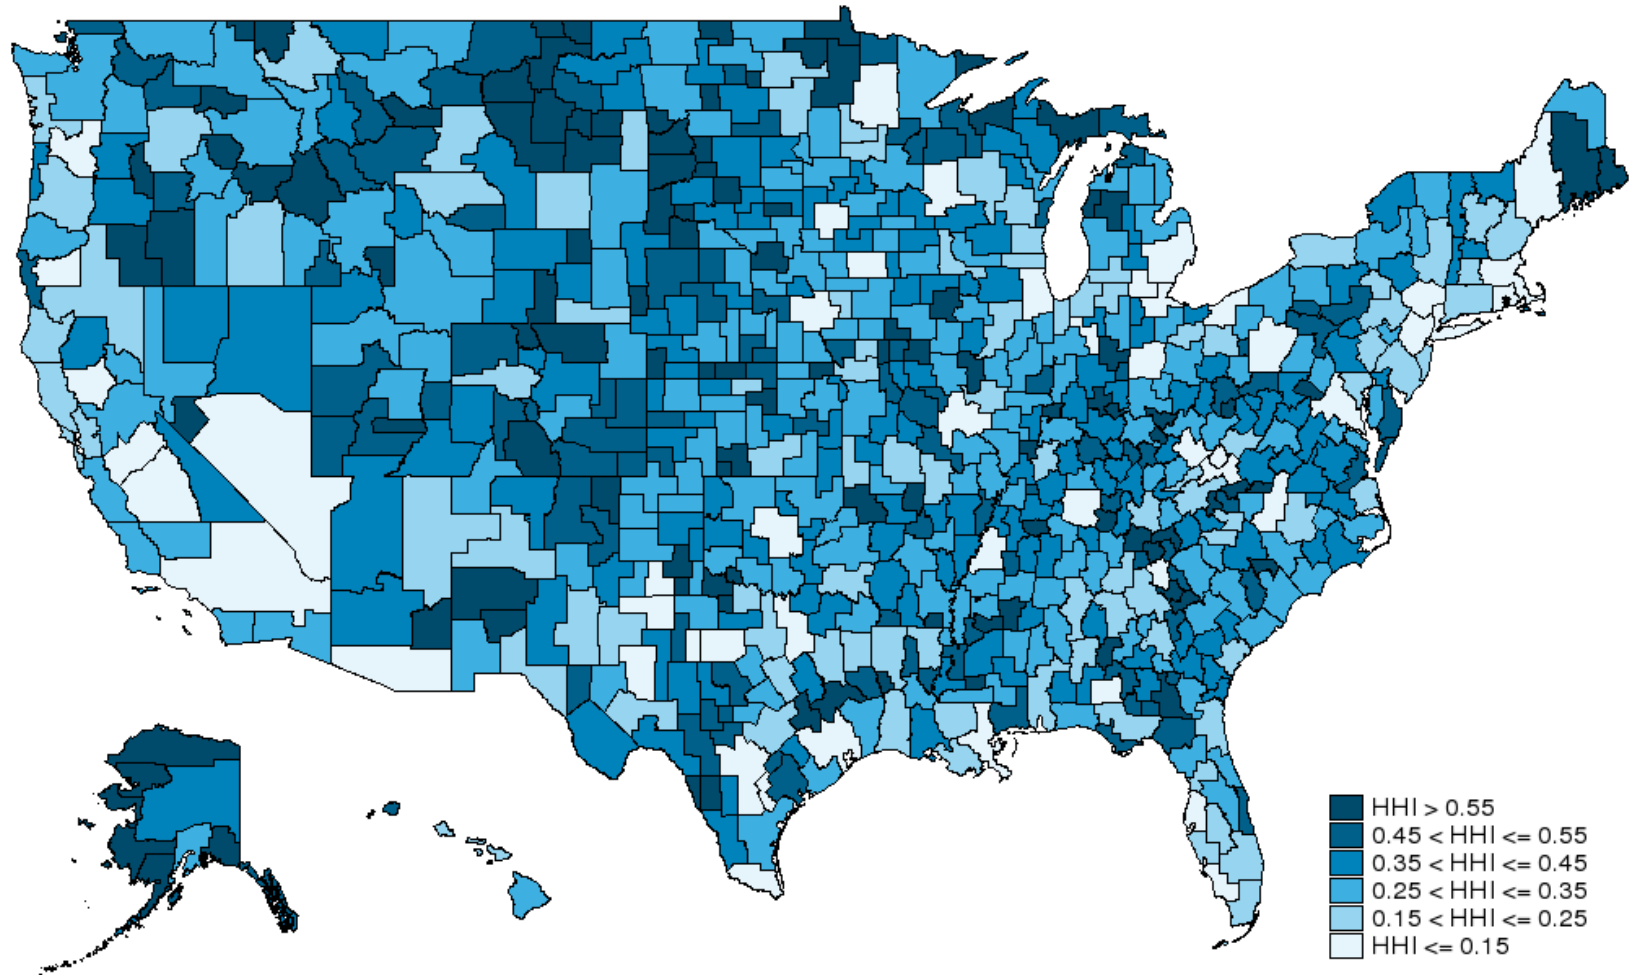 HHI > 0.55
0.45 < HHI <= 0.55
0.35 < HHI <= 0.45
0.25 < HHI <= 0.35
0.15 < HHI <= 0.25
HHI <= 0.15